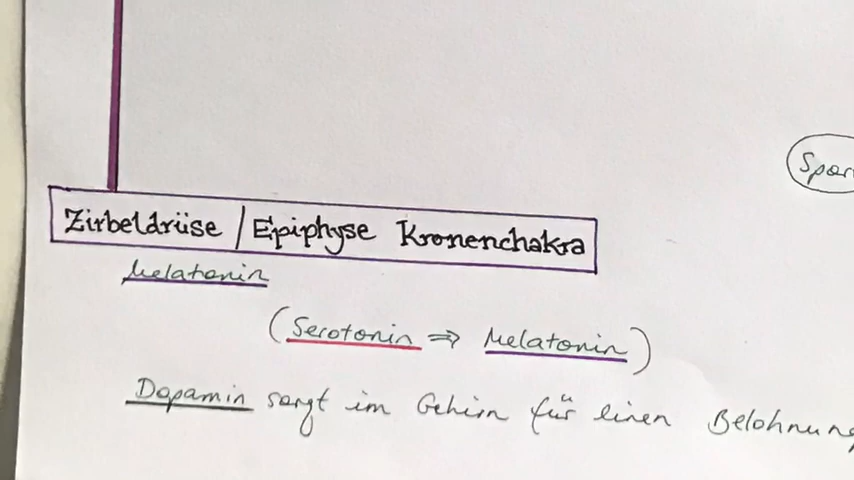 Zirbeldrüse / Epiphyse Kronenchakra
Melatonin
(Serotonin ⇒ Melatonin)
Dopamin sorgt im Gehirn für einen